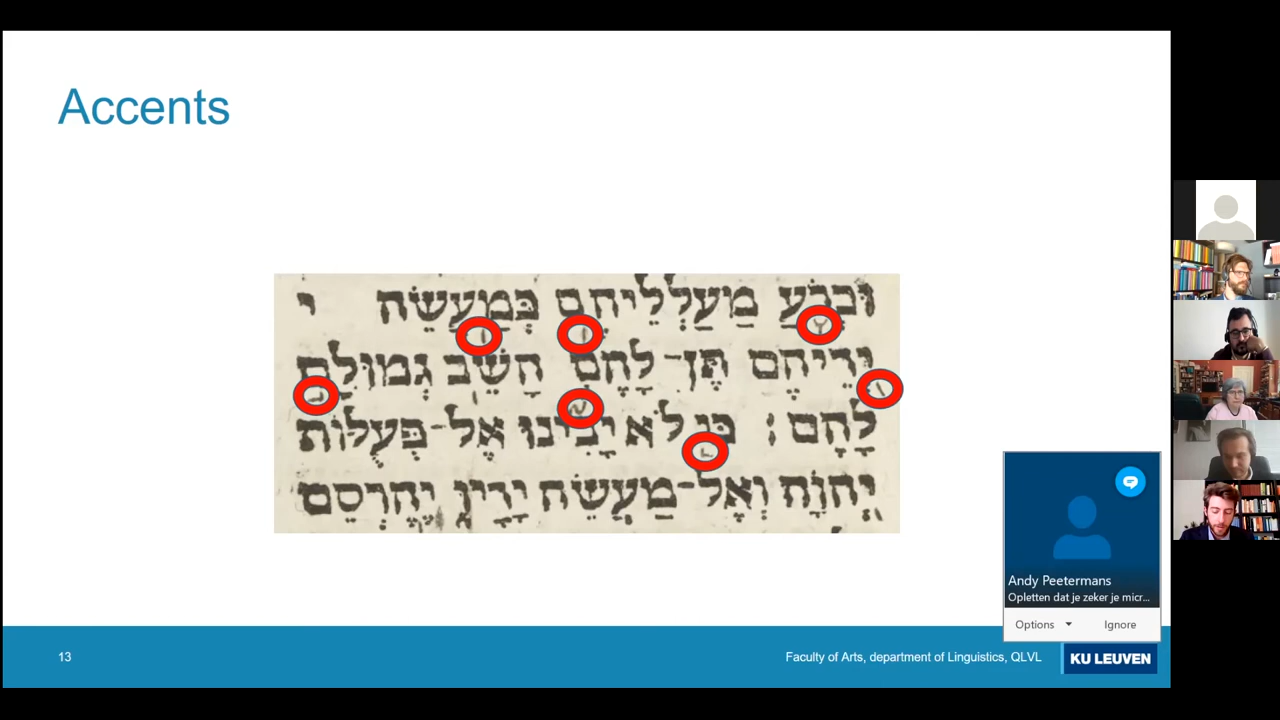 Accents
וּכְרֹעַ מַעַלְלֵיהֶם כְּמַעֲשֵׂה י
יְדֵיהֶם תֵּן־ לָהֶם הָשֵׁב גְּמוּלָם
לָהֶם׃ כִּי לֹא יָבִינוּ אֶל־פְּעֻלּוֹת
יְהוָה וְאֶל־מַעֲשֵׂה יָדָיו יֶהֶרְסֵם
Andy Peetermans
Opletten dat je zeker je micr...
Options Ignore
13 Faculty of Arts, department of Linguistics, QLVL KU LEUVEN